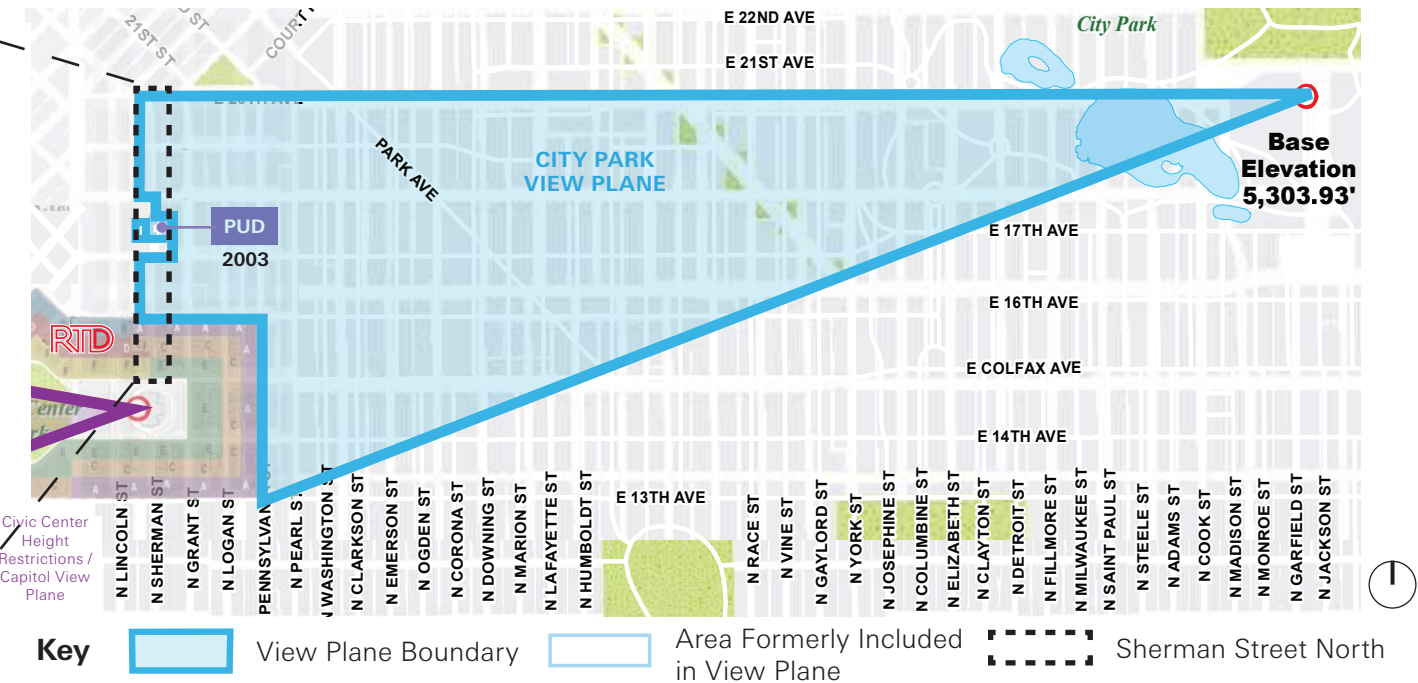 E 22ND AVE
City Park
21ST ST
E 21ST AVE
Base
Elevation
5,303.93'
PARK AVE
CITY PARK
VIEW PLANE
PUD
2003
E 17TH AVE
E 16TH AVE
RTD
E COLFAX AVE
Center
E 14TH AVE
E 13TH AVE
Civic Center
Height
Restrictions /
Capitol View
Plane
N LINCOLN ST
N SHERMAN ST
N GRANT ST
N LOGAN ST
N PEARL ST
N WASHINGTON ST
N CLARKSON ST
N EMERSON ST
N OGDEN ST
N CORONA ST
N DOWNING ST
N MARION ST
N LAFAYETTE ST
N HUMBOLDT ST
N RACE ST
N VINE ST
N GAYLORD ST
N YORK ST
N JOSEPHINE ST
N COLUMBINE ST
N ELIZABETH ST
N CLAYTON ST
N DETROIT ST
N FILLMORE ST
N MILWAUKEE ST
N SAINT PAUL ST
N STEELE ST
N ADAMS ST
N COOK ST
N MADISON ST
N MONROE ST
N GARFIELD ST
N JACKSON ST
Key
View Plane Boundary
Area Formerly Included
in View Plane
Sherman Street North